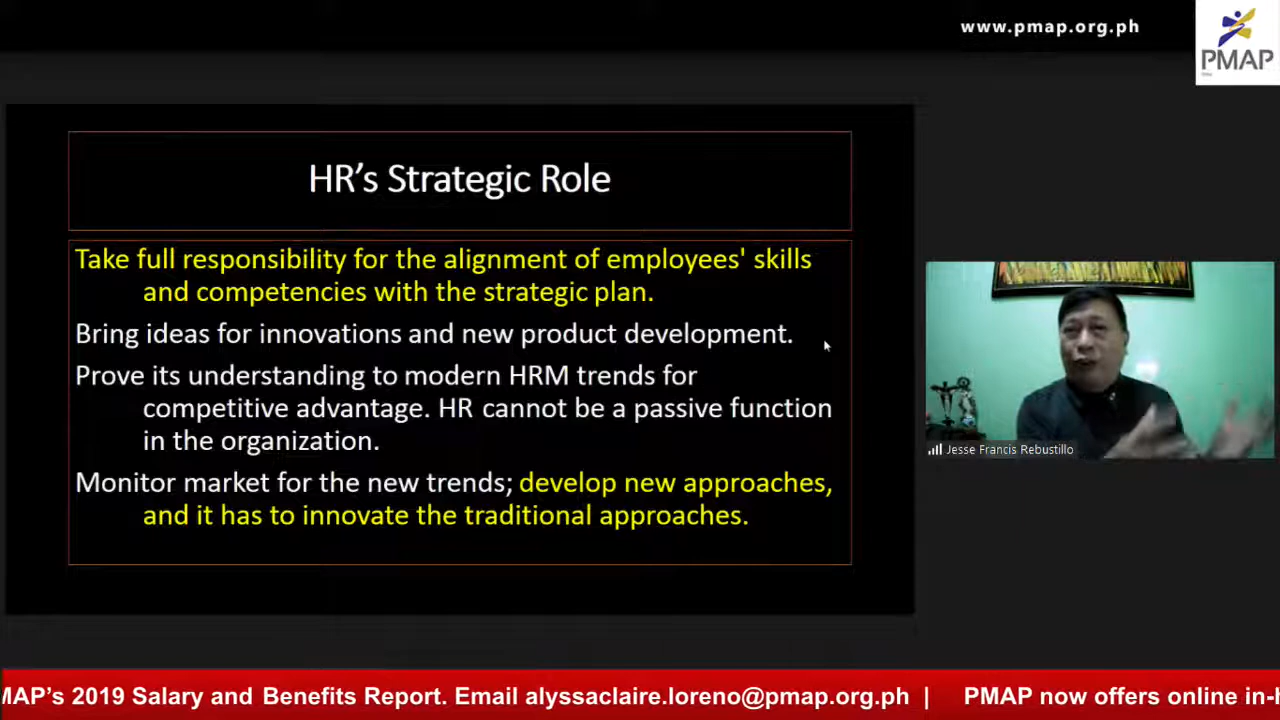 www.pmap.org.ph
PMAP
HR’s Strategic Role
Take full responsibility for the alignment of employees' skills
and competencies with the strategic plan.
Bring ideas for innovations and new product development.
Prove its understanding to modern HRM trends for
competitive advantage. HR cannot be a passive function
in the organization.
Monitor market for the new trends; develop new approaches,
and it has to innovate the traditional approaches.
Jesse Francis Rebustillo
MAP’s 2019 Salary and Benefits Report. Email alyssaclaire.loreno@pmap.org.ph | PMAP now offers online in-